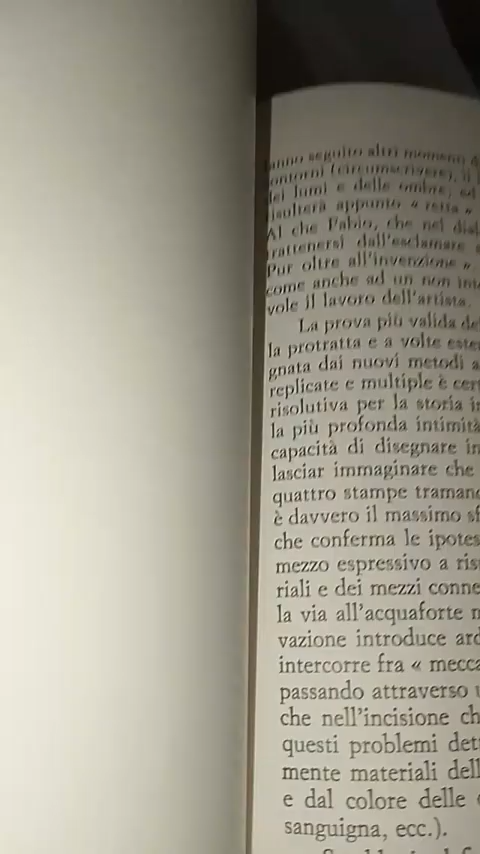 anno seguito altri momenti
ontorni (circumscrivere), il
dei lumi e delle ombre, ed
risulterà appunto « retta »
Al che Fabio, che nel
rattenersi dall'esclamare
Pur oltre all'invenzione »
come anche ad un non
vole il lavoro dell'artista.
La prova più valida de
la protratta e a volte este
gnata dai nuovi metodi a
replicate e multiple è cer
risolutiva per la storia i
la più profonda intimità
capacità di disegnare in
lasciar immaginare che
quattro stampe traman
è davvero il massimo sf
che conferma le ipotes
mezzo espressivo a ris
riali e dei mezzi conne
la via all'acquaforte
vazione introduce ard
intercorre fra « mecca
passando attraverso
che nell'incisione ch
questi problemi det
mente materiali dell
e dal colore delle
sanguigna, ecc.).